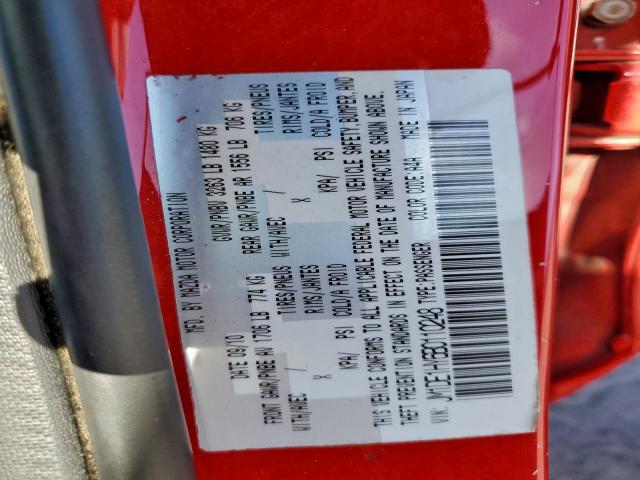 MFD. BY MAZDA MOTOR CORPORATION
DATE 09/10 GVWR/PNBV 3263 LB 1480 KG
FRONT GAWR/PNBE AV 1706 LB 774 KG REAR GAWR/PNBE AR 1556 LB 706 KG
WITH/AVEC / TIRES/PNEUS WITH/AVEC / TIRES/PNEUS
X RIMS/JANTES X RIMS/JANTES
KPA/ PSI COLD/A FROID KPA/ PSI COLD/A FROID
THIS VEHICLE CONFORMS TO ALL APPLICABLE FEDERAL MOTOR VEHICLE SAFETY, BUMPER, AND
THEFT PREVENTION STANDARDS IN EFFECT ON THE DATE OF MANUFACTURE SHOWN ABOVE.
COLOR CODE:A4A MADE IN JAPAN
TYPE:PASSENGER
VIN: